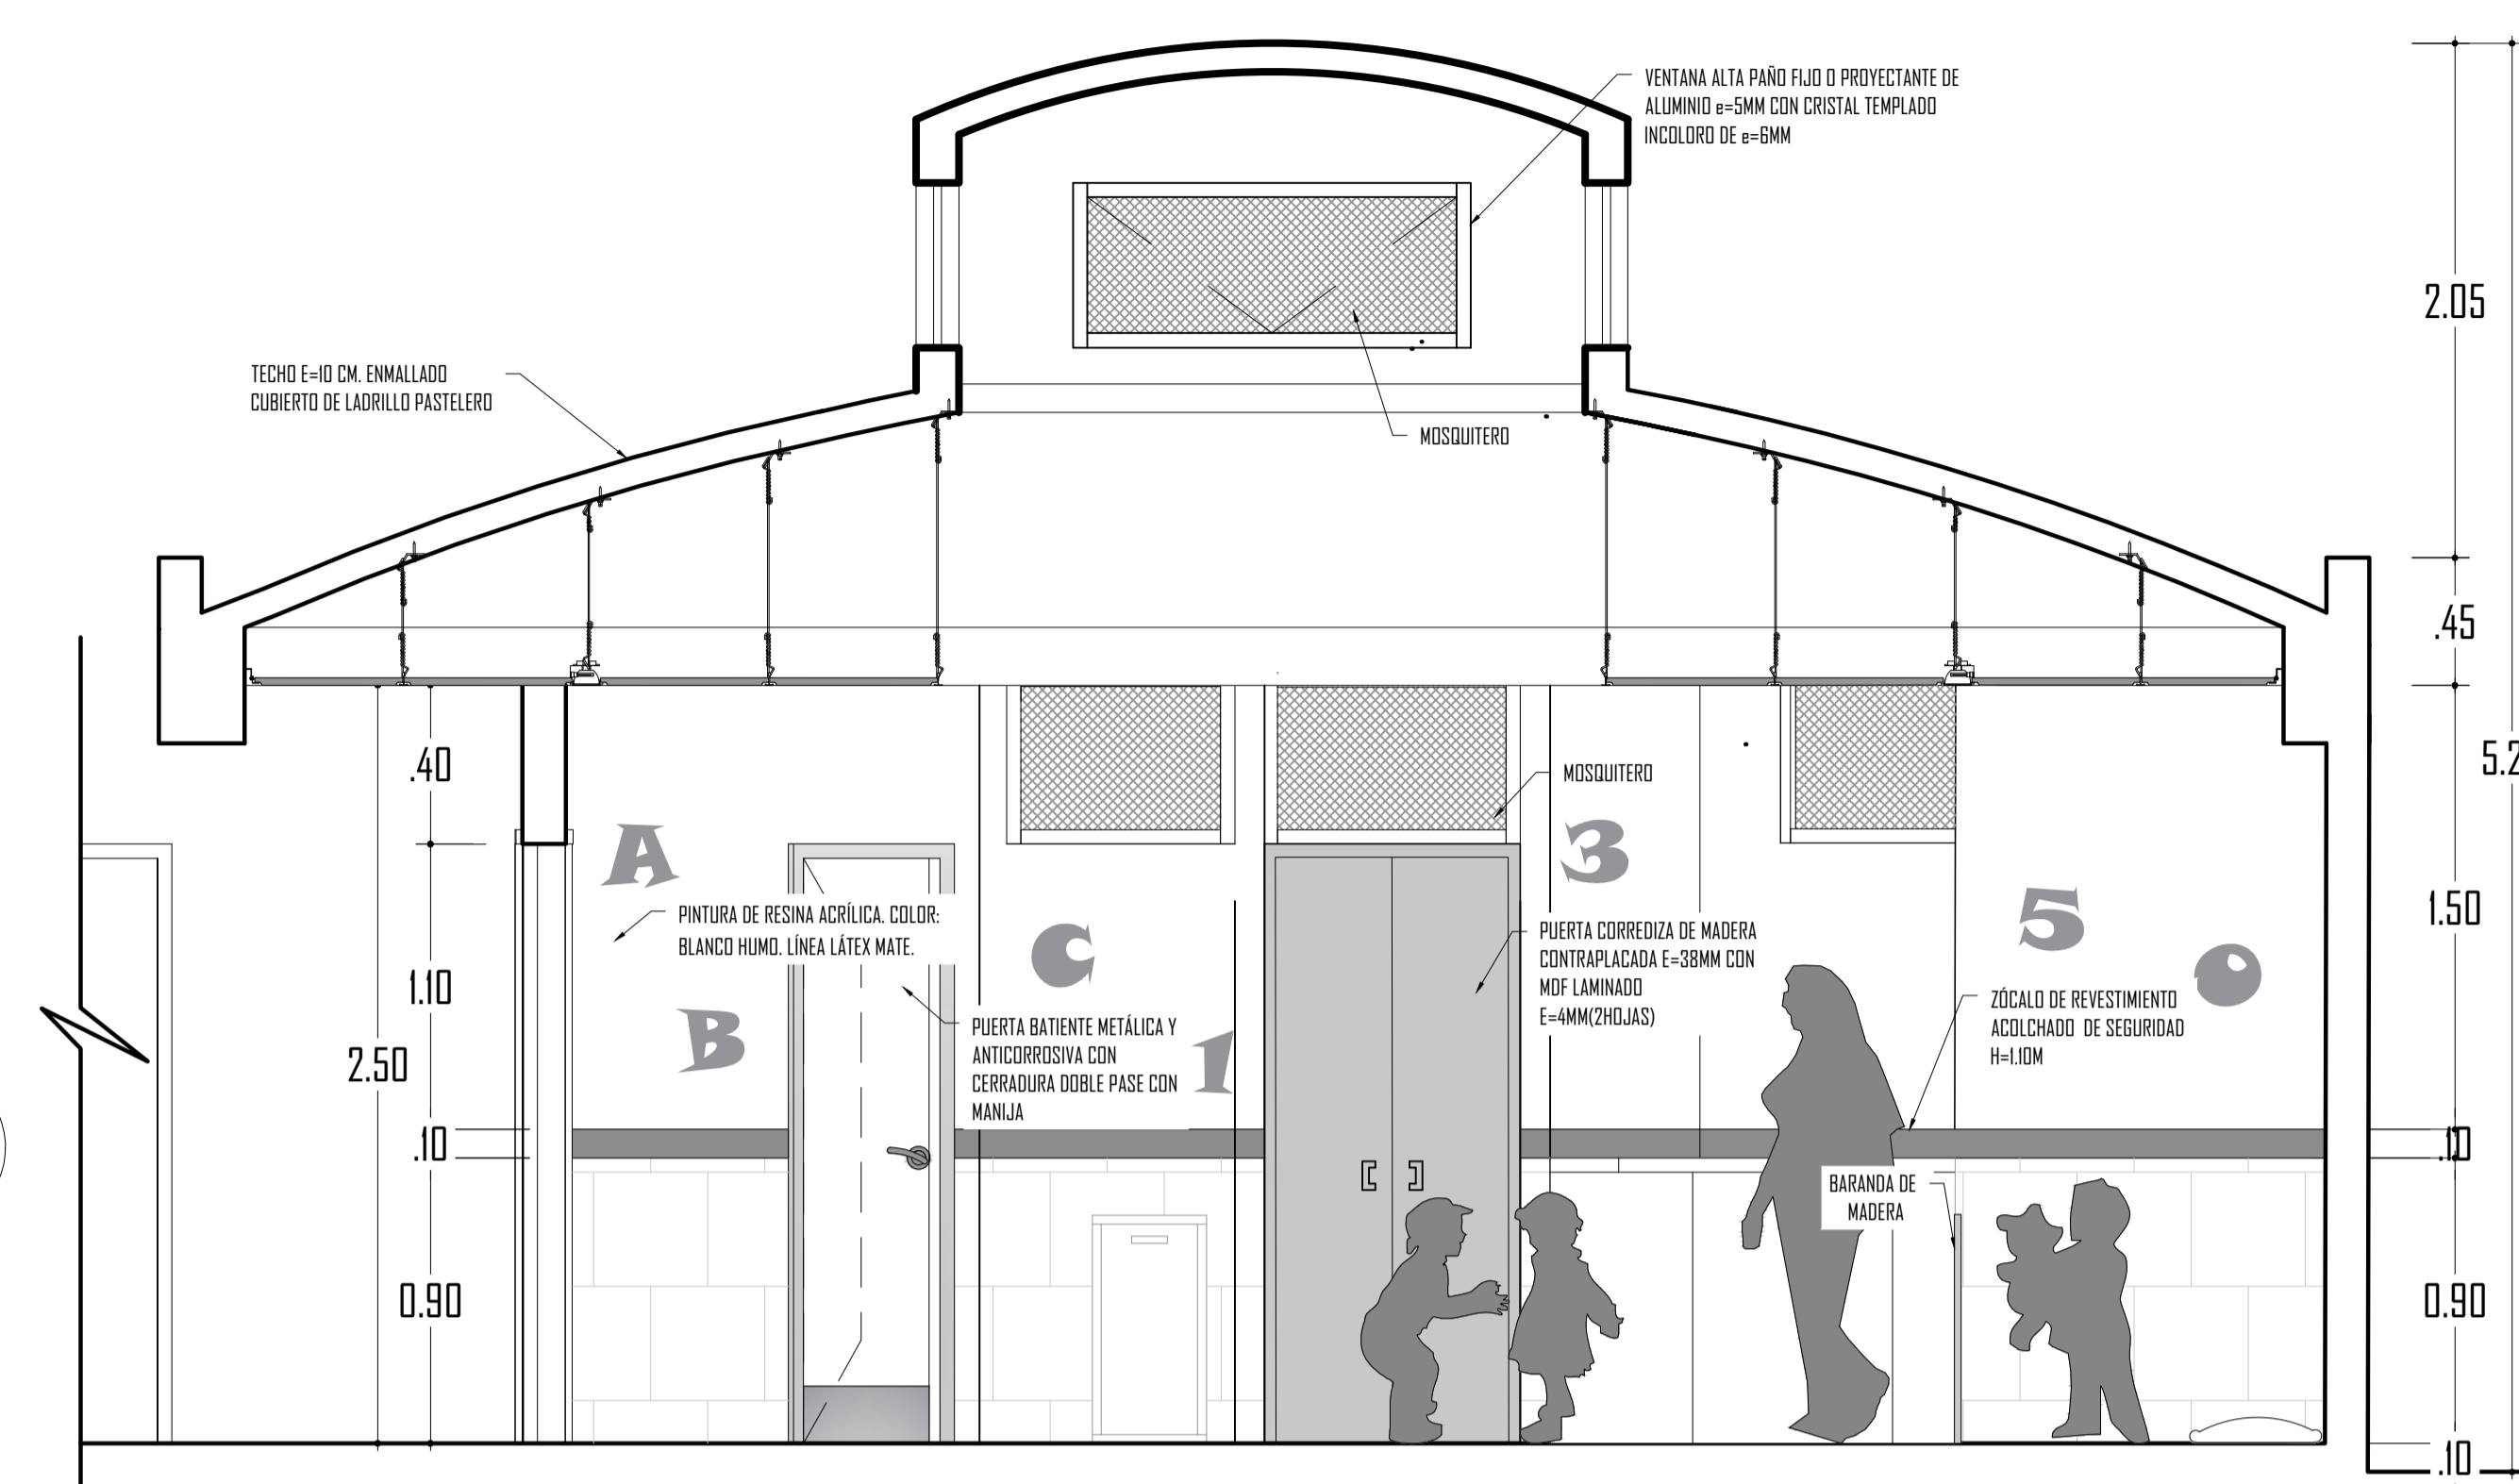 VENTANA ALTA PAÑO FIJO O PROYECTANTE DE
ALUMINIO e=5MM CON CRISTAL TEMPLADO
INCOLORO DE e=6MM
2.05
TECHO E=10 CM. ENMALLADO
CUBIERTO DE LADRILLO PASTELERO
MOSQUITERO
.45
.40
MOSQUITERO
5.2
A
3
PINTURA DE RESINA ACRÍLICA. COLOR:
BLANCO HUMO. LÍNEA LÁTEX MATE.
C
PUERTA CORREDIZA DE MADERA
CONTRAPLACADA E=38MM CON
MDF LAMINADO
E=4MM(2HOJAS)
5
1.50
1.10
2.50
B
PUERTA BATIENTE METÁLICA Y
ANTICORROSIVA CON
CERRADURA DOBLE PASE CON
MANIJA
1
ZÓCALO DE REVESTIMIENTO
ACOLCHADO DE SEGURIDAD
H=1.10M
.10
.10
BARANDA DE
MADERA
0.90
0.90
.10